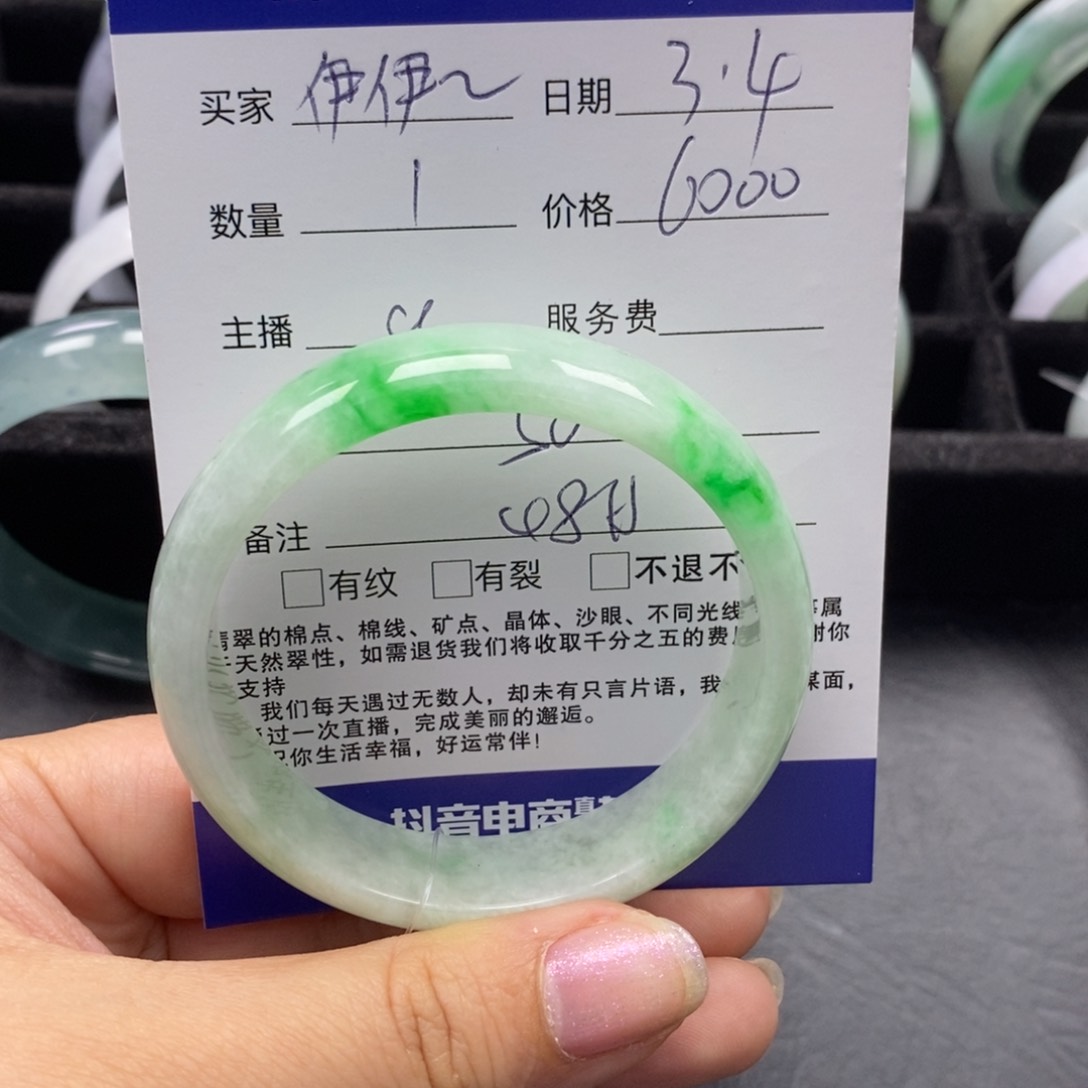 买家 伊伊~ 日期 3.4
数量 1 价格 6000
主播 服务费
50
备注
□有纹 □有裂 □不退不
翡翠的棉点、棉线、矿点、晶体、沙眼、不同光线
天然翠性，如需退货我们将收取千分之五的费 谢你
支持
我们每天遇过无数人，却未有只言片语，我 某面，
过一次直播，完成美丽的邂逅。
你生活幸福，好运常伴！
抖音电商